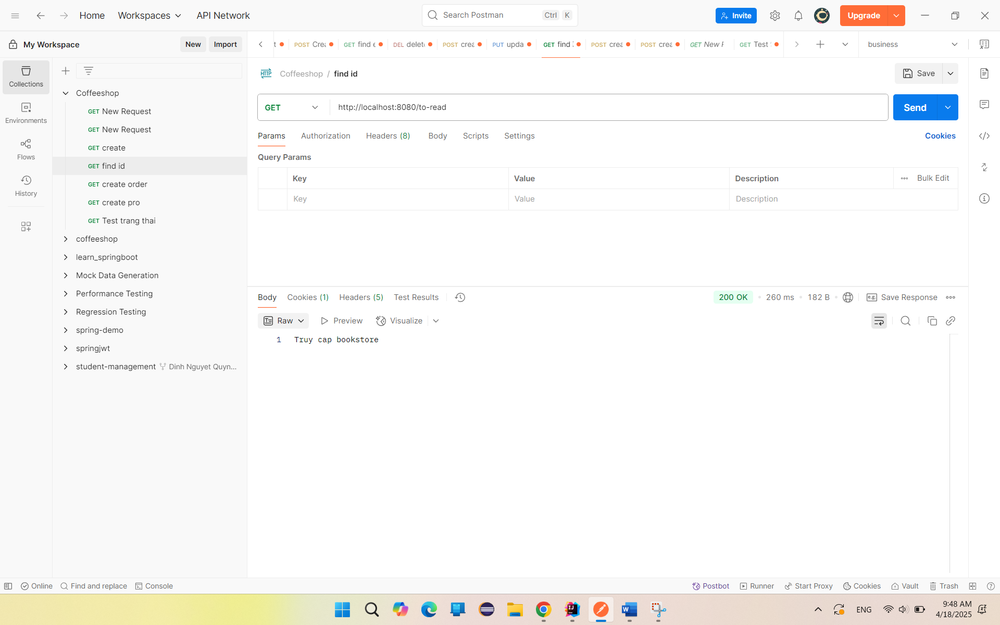 Home
Workspaces
API Network
Search Postman
Ctrl K
Invite
Upgrade
My Workspace
New
Import
POST
GET find
DEL
POST
PUT
GET find
POST
POST
GET New
GET Test
business
Collections
Environments
Flows
History
Coffeeshop
GET New Request
GET New Request
GET create
GET find id
GET create order
GET create pro
GET Test trang thai
coffeeshop
learn_springboot
Mock Data Generation
Performance Testing
Regression Testing
spring-demo
springjwt
student-management Dinh Nguyet Quyn...
HTTP Coffeeshop / find id
Save
GET
http://localhost:8080/to-read
Send
Params
Authorization
Headers (8)
Body
Scripts
Settings
Cookies
Query Params
Key
Value
Description
Bulk Edit
Key
Value
Description
Body
Cookies (1)
Headers (5)
Test Results
200 OK
260 ms
182 B
e.g. Save Response
Raw
Preview
Visualize
1 Truy cap bookstore
Online
Find and replace
Console
Postbot
Runner
Start Proxy
Cookies
Vault
Trash
ENG
9:48 AM
4/18/2025